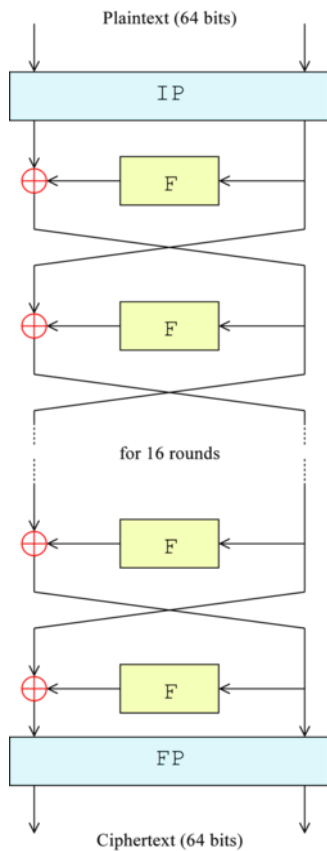 Plaintext (64 bits)
IP
F
F
for 16 rounds
F
F
FP
Ciphertext (64 bits)